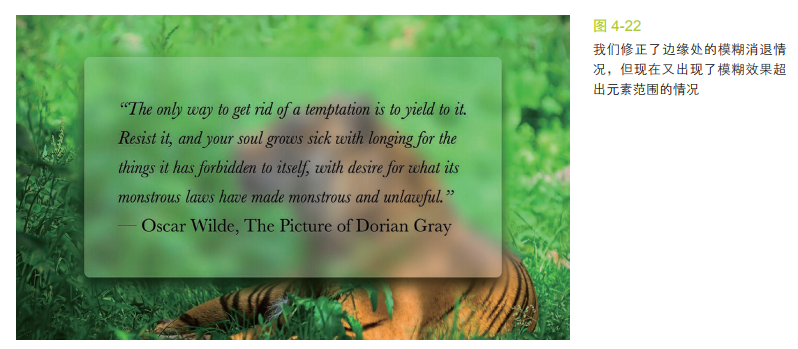 “The only way to get rid of a temptation is to yield to it.
Resist it, and your soul grows sick with longing for the
things it has forbidden to itself, with desire for what its
monstrous laws have made monstrous and unlawful.”
— Oscar Wilde, The Picture of Dorian Gray
图 4-22
我们修正了边缘处的模糊消退情
况，但现在又出现了模糊效果超
出元素范围的情况